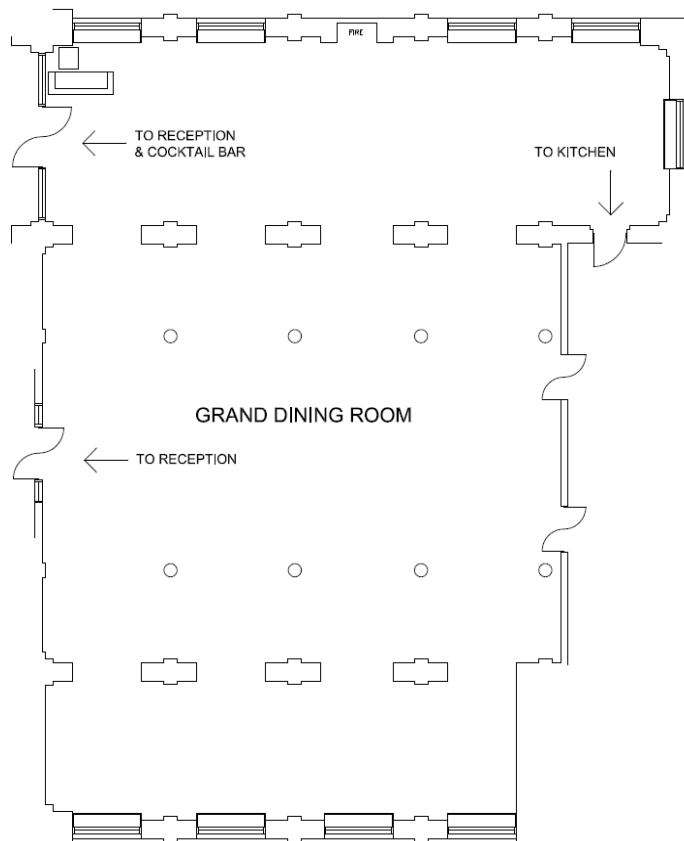 FIRE
TO RECEPTION
& COCKTAIL BAR
TO KITCHEN
GRAND DINING ROOM
TO RECEPTION